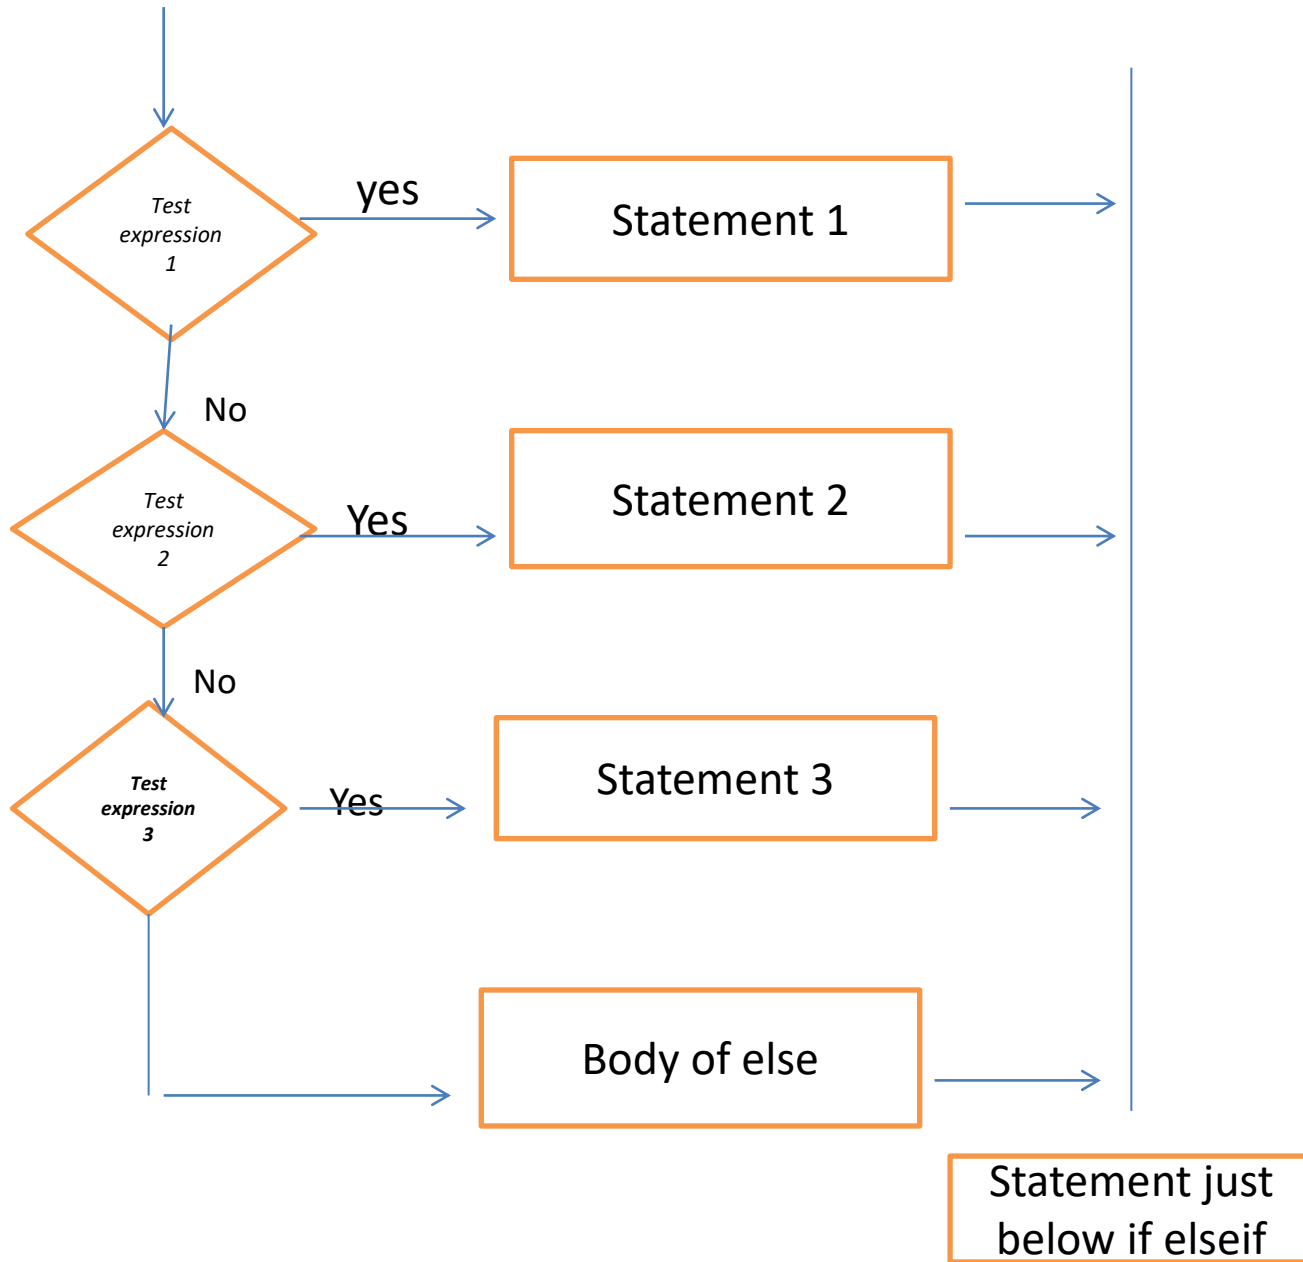 Test
expression
1
yes
Statement 1
No
Test
expression
2
Yes
Statement 2
No
Test
expression
3
Yes
Statement 3
Body of else
Statement just
below if elseif